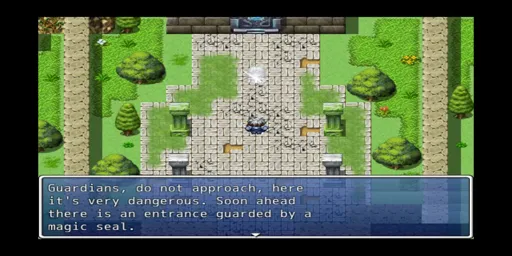 Guardians, do not approach, here
it's very dangerous. Soon ahead
there is an entrance guarded by a
magic seal.